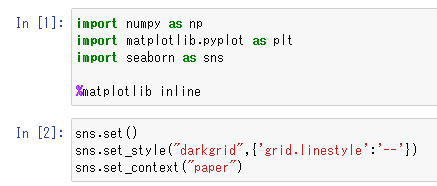 In [1]: import numpy as np
import matplotlib.pyplot as plt
import seaborn as sns
%matplotlib inline
In [2]: sns.set()
sns.set_style("darkgrid",{'grid.linestyle':'--'})
sns.set_context("paper")